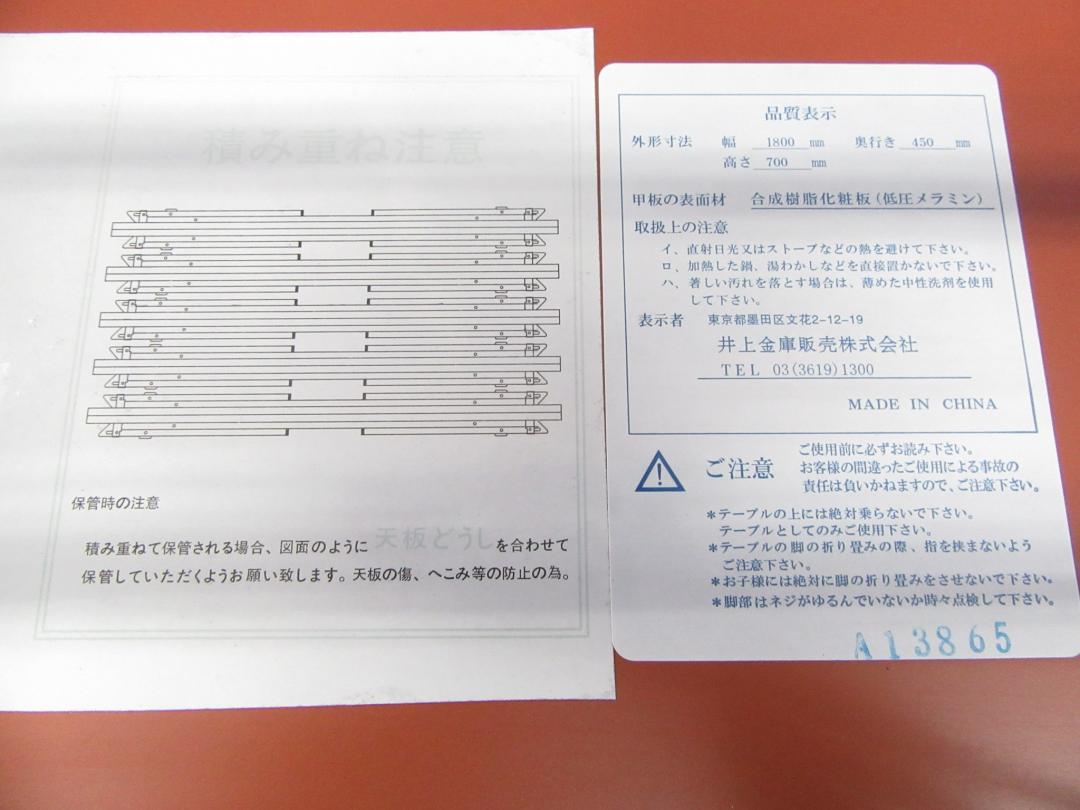 積み重ね注意
保管時の注意
積み重ねて保管される場合、図面のように天板どうしを合わせて
保管していただくようお願い致します。天板の傷、へこみ等の防止の為。
品質表示
外形寸法 幅 1800 mm 奥行き 450 mm
高さ 700 mm
甲板の表面材 合成樹脂化粧板(低圧メラミン)
取扱上の注意
イ、直射日光又はストーブなどの熱を避けて下さい。
ロ、加熱した鍋、湯わかしなどを直接置かないで下さい。
ハ、著しい汚れを落とす場合は、薄めた中性洗剤を使用
して下さい。
表示者 東京都墨田区文花2-12-19
井上金庫販売株式会社
TEL 03(3619)1300
MADE IN CHINA
ご注意
ご使用前に必ずお読み下さい。
お客様の間違ったご使用による事故の
責任は負いかねますので、ご注意下さい。
*テーブルの上には絶対乗らないで下さい。
テーブルとしてのみご使用下さい。
*テーブルの脚の折り畳みの際、指を挟まないよう
ご注意下さい。
*お子様には絶対に脚の折り畳みをさせないで下さい。
*脚部はネジがゆるんでいないか時々点検して下さい。
A13865